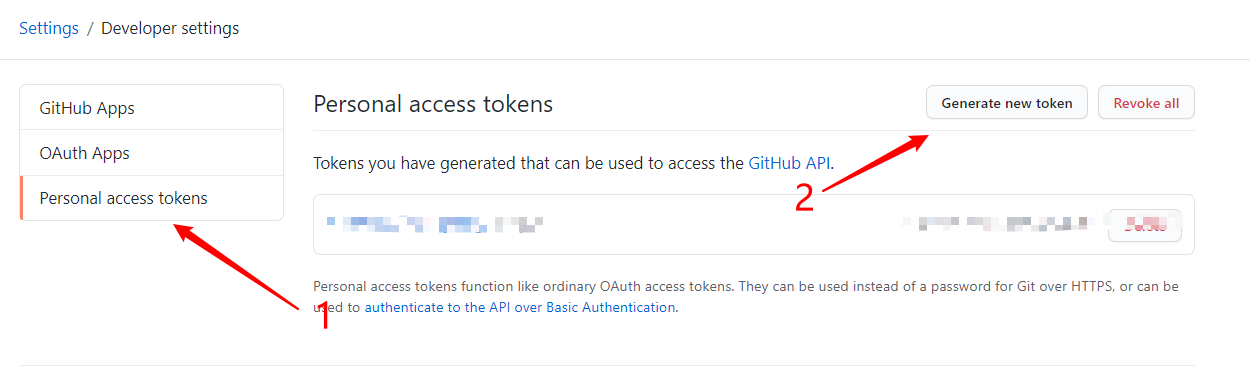 Settings / Developer settings
GitHub Apps
OAuth Apps
Personal access tokens
Personal access tokens
Generate new token
Revoke all
Tokens you have generated that can be used to access the GitHub API.
2
Personal access tokens function like ordinary OAuth access tokens. They can be used instead of a password for Git over HTTPS, or can be
used to authenticate to the API over Basic Authentication.
1